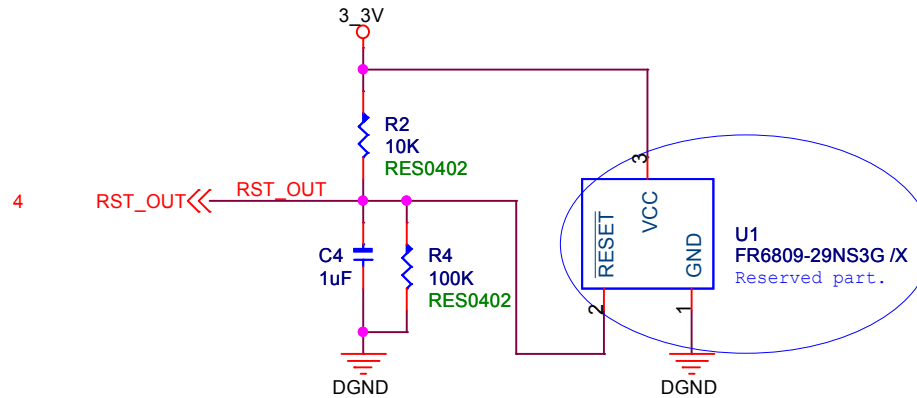 3_3V
R2
10K
RES0402
3
4
RST_OUT
RST_OUT
RESET
VCC
GND
U1
FR6809-29NS3G /X
Reserved part.
C4
1uF
R4
100K
RES0402
2
1
DGND
DGND